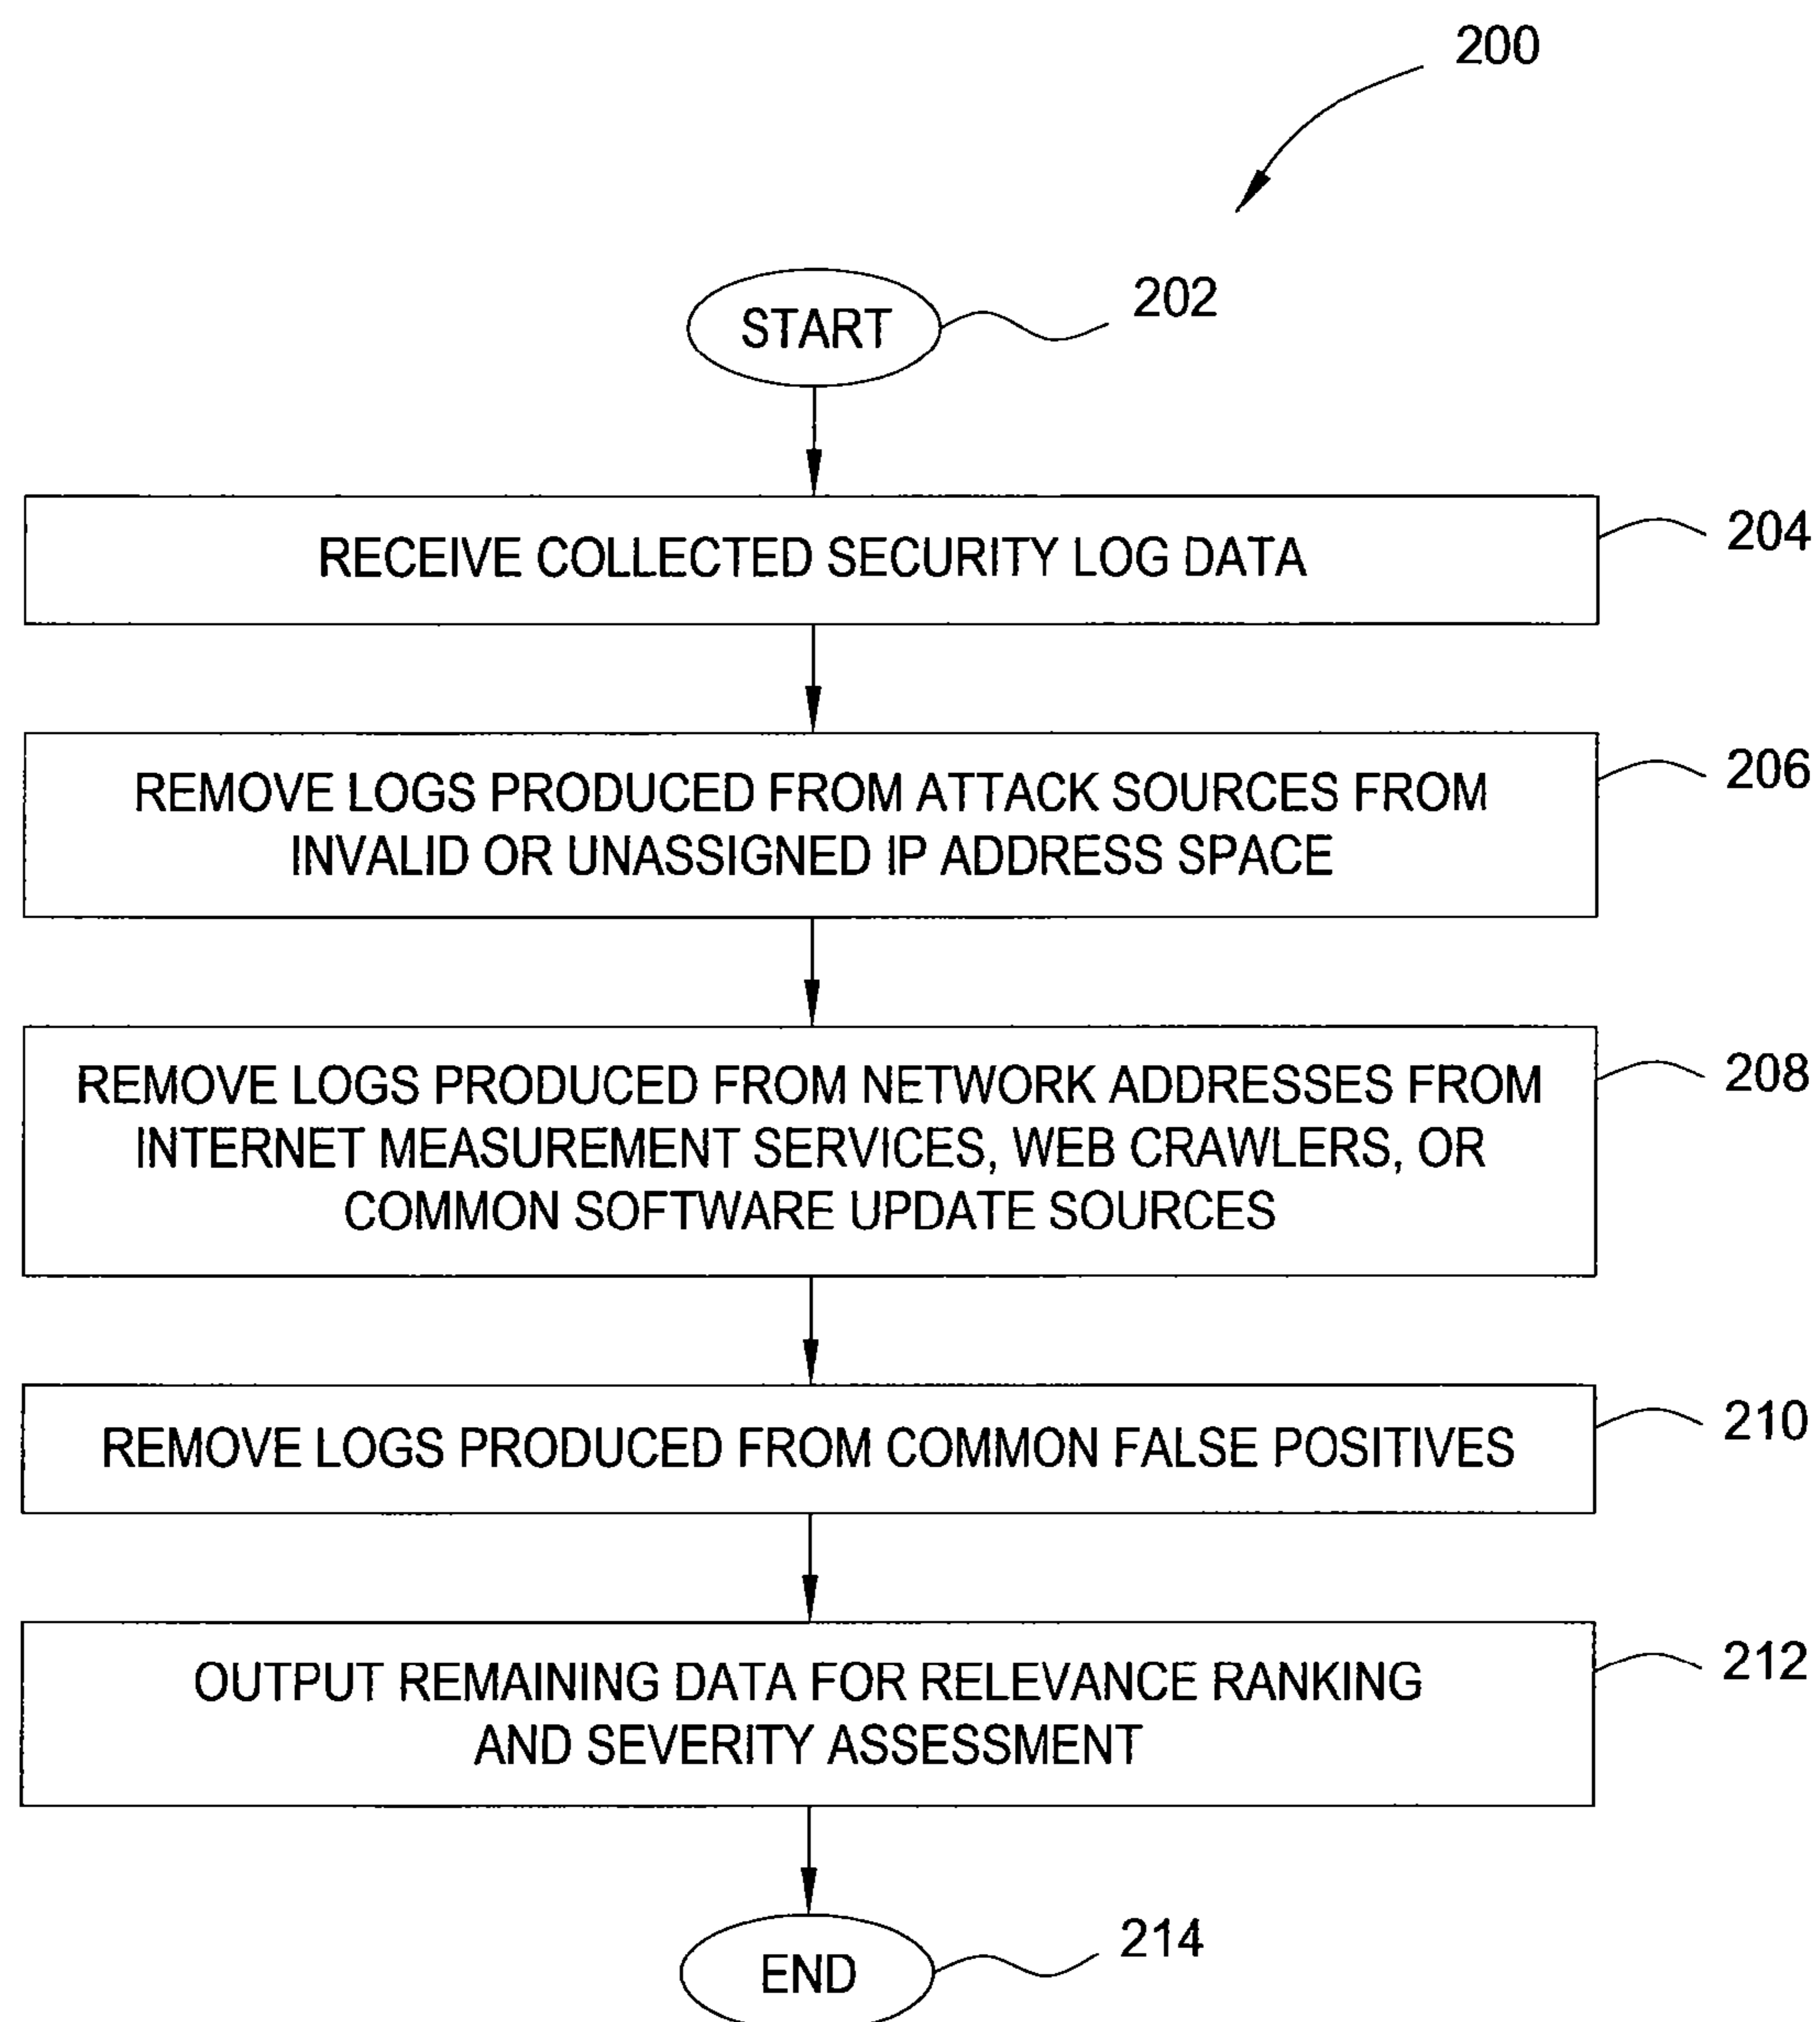 200
START
202
RECEIVE COLLECTED SECURITY LOG DATA
204
REMOVE LOGS PRODUCED FROM ATTACK SOURCES FROM
INVALID OR UNASSIGNED IP ADDRESS SPACE
206
REMOVE LOGS PRODUCED FROM NETWORK ADDRESSES FROM
INTERNET MEASUREMENT SERVICES, WEB CRAWLERS, OR
COMMON SOFTWARE UPDATE SOURCES
208
REMOVE LOGS PRODUCED FROM COMMON FALSE POSITIVES
210
OUTPUT REMAINING DATA FOR RELEVANCE RANKING
AND SEVERITY ASSESSMENT
212
END
214